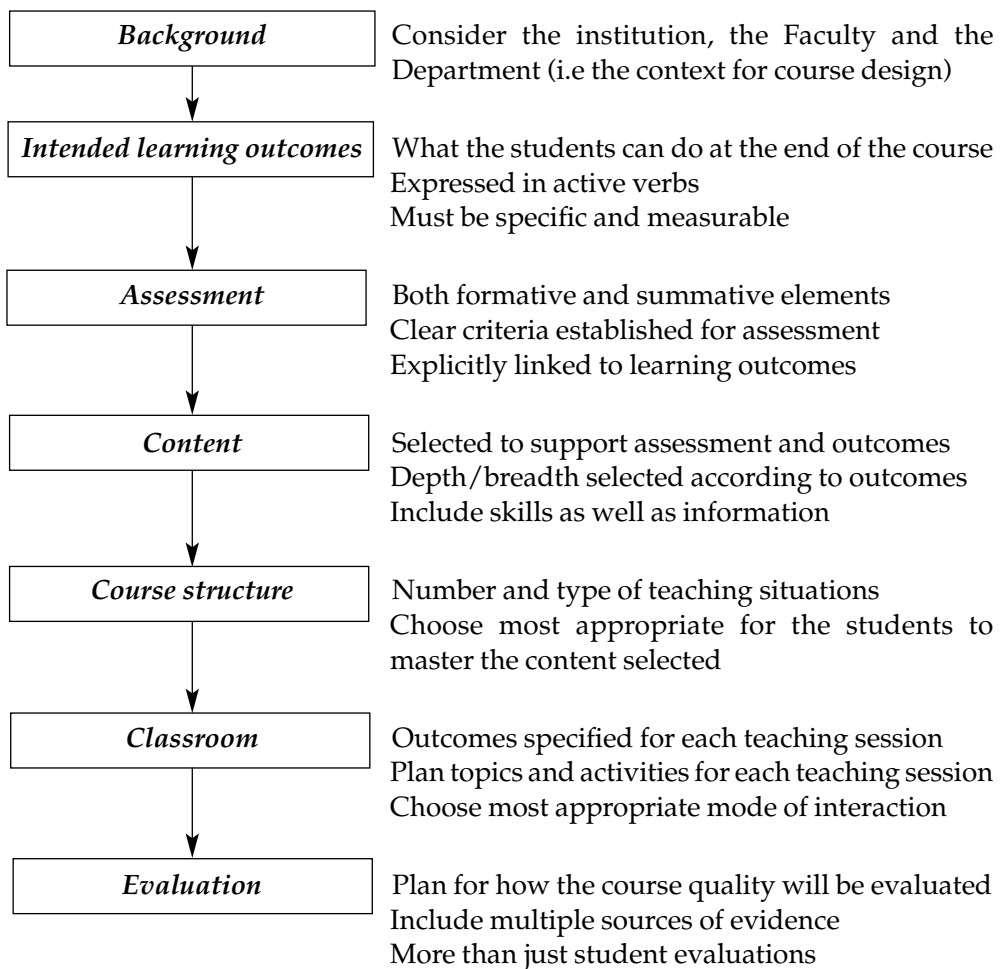 Background
Consider the institution, the Faculty and the
Department (i.e the context for course design)
Intended learning outcomes
What the students can do at the end of the course
Expressed in active verbs
Must be specific and measurable
Assessment
Both formative and summative elements
Clear criteria established for assessment
Explicitly linked to learning outcomes
Content
Selected to support assessment and outcomes
Depth/breadth selected according to outcomes
Include skills as well as information
Course structure
Number and type of teaching situations
Choose most appropriate for the students to
master the content selected
Classroom
Outcomes specified for each teaching session
Plan topics and activities for each teaching session
Choose most appropriate mode of interaction
Evaluation
Plan for how the course quality will be evaluated
Include multiple sources of evidence
More than just student evaluations